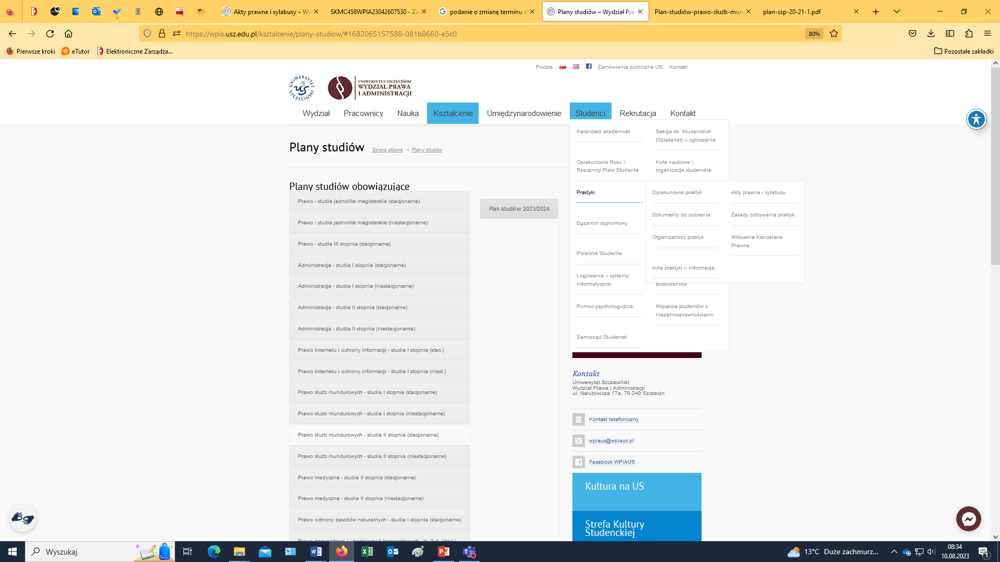 Akty prawne i sylabusy – Wy
SKMC458WPIA23042607530 - Za
podanie o zmianę terminu o
Plany studiów – Wydział Pra
Plan-studiów-prawo-służb-mun
plan-ssp-20-21-1.pdf
https://wpia.usz.edu.pl/ksztalcenie/plany-studiow/#1682065157588-081b8660-e5c0
80%
Pierwsze kroki
eTutor
Elektroniczne Zarządza...
Pozostałe zakładki
Poczta
Zamówienia publiczne US
Kontakt
UNIWERSYTET SZCZECIŃSKI
UNIWERSYTET SZCZECIŃSKI
WYDZIAŁ PRAWA
I ADMINISTRACJI
Wydział
Pracownicy
Nauka
Kształcenie
Umiędzynarodowienie
Studenci
Rekrutacja
Kontakt
Plany studiów
Strona główna
Plany studiów
Plany studiów obowiązujące
Prawo - studia jednolite magisterskie (stacjonarne)
Prawo - studia jednolite magisterskie (niestacjonarne)
Prawo - studia III stopnia (stacjonarne)
Administracja - studia I stopnia (stacjonarne)
Administracja - studia I stopnia (niestacjonarne)
Administracja - studia II stopnia (stacjonarne)
Administracja - studia II stopnia (niestacjonarne)
Prawo Internetu i ochrony informacji - studia I stopnia (stac.)
Prawo Internetu i ochrony informacji - studia I stopnia (niest.)
Prawo służb mundurowych - studia I stopnia (stacjonarne)
Prawo służb mundurowych - studia I stopnia (niestacjonarne)
Prawo służb mundurowych - studia II stopnia (stacjonarne)
Prawo służb mundurowych - studia II stopnia (niestacjonarne)
Prawo medyczne - studia II stopnia (stacjonarne)
Prawo medyczne - studia II stopnia (niestacjonarne)
Prawo ochrony zasobów naturalnych - studia I stopnia (stacjonarne)
Prawo transportowe i ubezpieczeń transportowych - st. II st. (stac.)
Plan studiów 2023/2024
Kalendarz akademicki
Opiekunowie Roku i
Rzecznicy Praw Studenta
Praktyki
Egzamin dyplomowy
Poradnik Studenta
Logowania – systemy
informatyczne
Pomoc psychologiczna
Samorząd Studencki
Sekcja ds. Studenckich
(Dziekanat) – ogłoszenia
Koła naukowe i
organizacje studenckie
absolwentów
Wsparcie studentów z
niepełnosprawnościami
Opiekunowie praktyk
Dokumenty do pobrania
Organizatorzy praktyk
Inne praktyki – informacje
Akty prawne i sylabusy
Zasady odbywania praktyk
Wirtualna Kancelaria
Prawna
Kontakt
Uniwersytet Szczeciński
Wydział Prawa i Administracji
ul. Narutowicza 17a, 70-240 Szczecin
Kontakt telefoniczny
wpiaus@wpiaus.pl
Facebook WPiAUS
Kultura na US
Strefa Kultury
Studenckiej
Wyszukaj
13°C Duże zachmurz...
08:34
10.08.2023
1